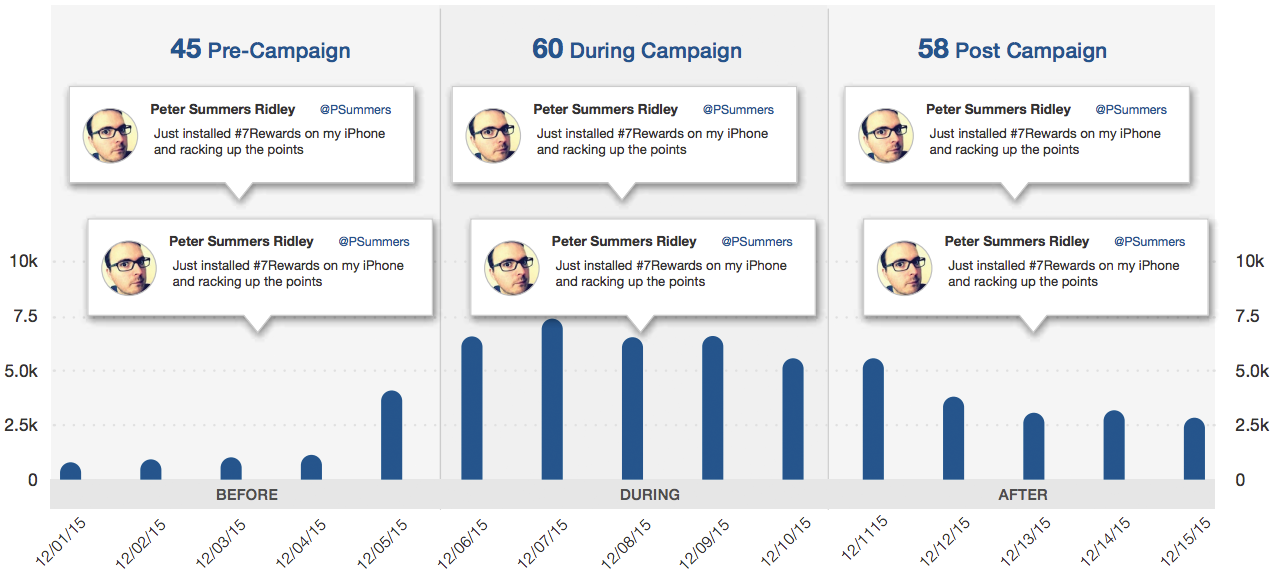 45 Pre-Campaign
60 During Campaign
58 Post Campaign
Peter Summers Ridley @PSummers
Just installed #7Rewards on my iPhone
and racking up the points
Peter Summers Ridley @PSummers
Just installed #7Rewards on my iPhone
and racking up the points
Peter Summers Ridley @PSummers
Just installed #7Rewards on my iPhone
and racking up the points
Peter Summers Ridley @PSummers
Just installed #7Rewards on my iPhone
and racking up the points
Peter Summers Ridley @PSummers
Just installed #7Rewards on my iPhone
and racking up the points
Peter Summers Ridley @PSummers
Just installed #7Rewards on my iPhone
and racking up the points
10k 10k
7.5 7.5
5.0k 5.0k
2.5k 2.5k
0 0
BEFORE DURING AFTER
12/01/15
12/02/15
12/03/15
12/04/15
12/05/15
12/06/15
12/07/15
12/08/15
12/09/15
12/10/15
12/1115
12/12/15
12/13/15
12/14/15
12/15/15